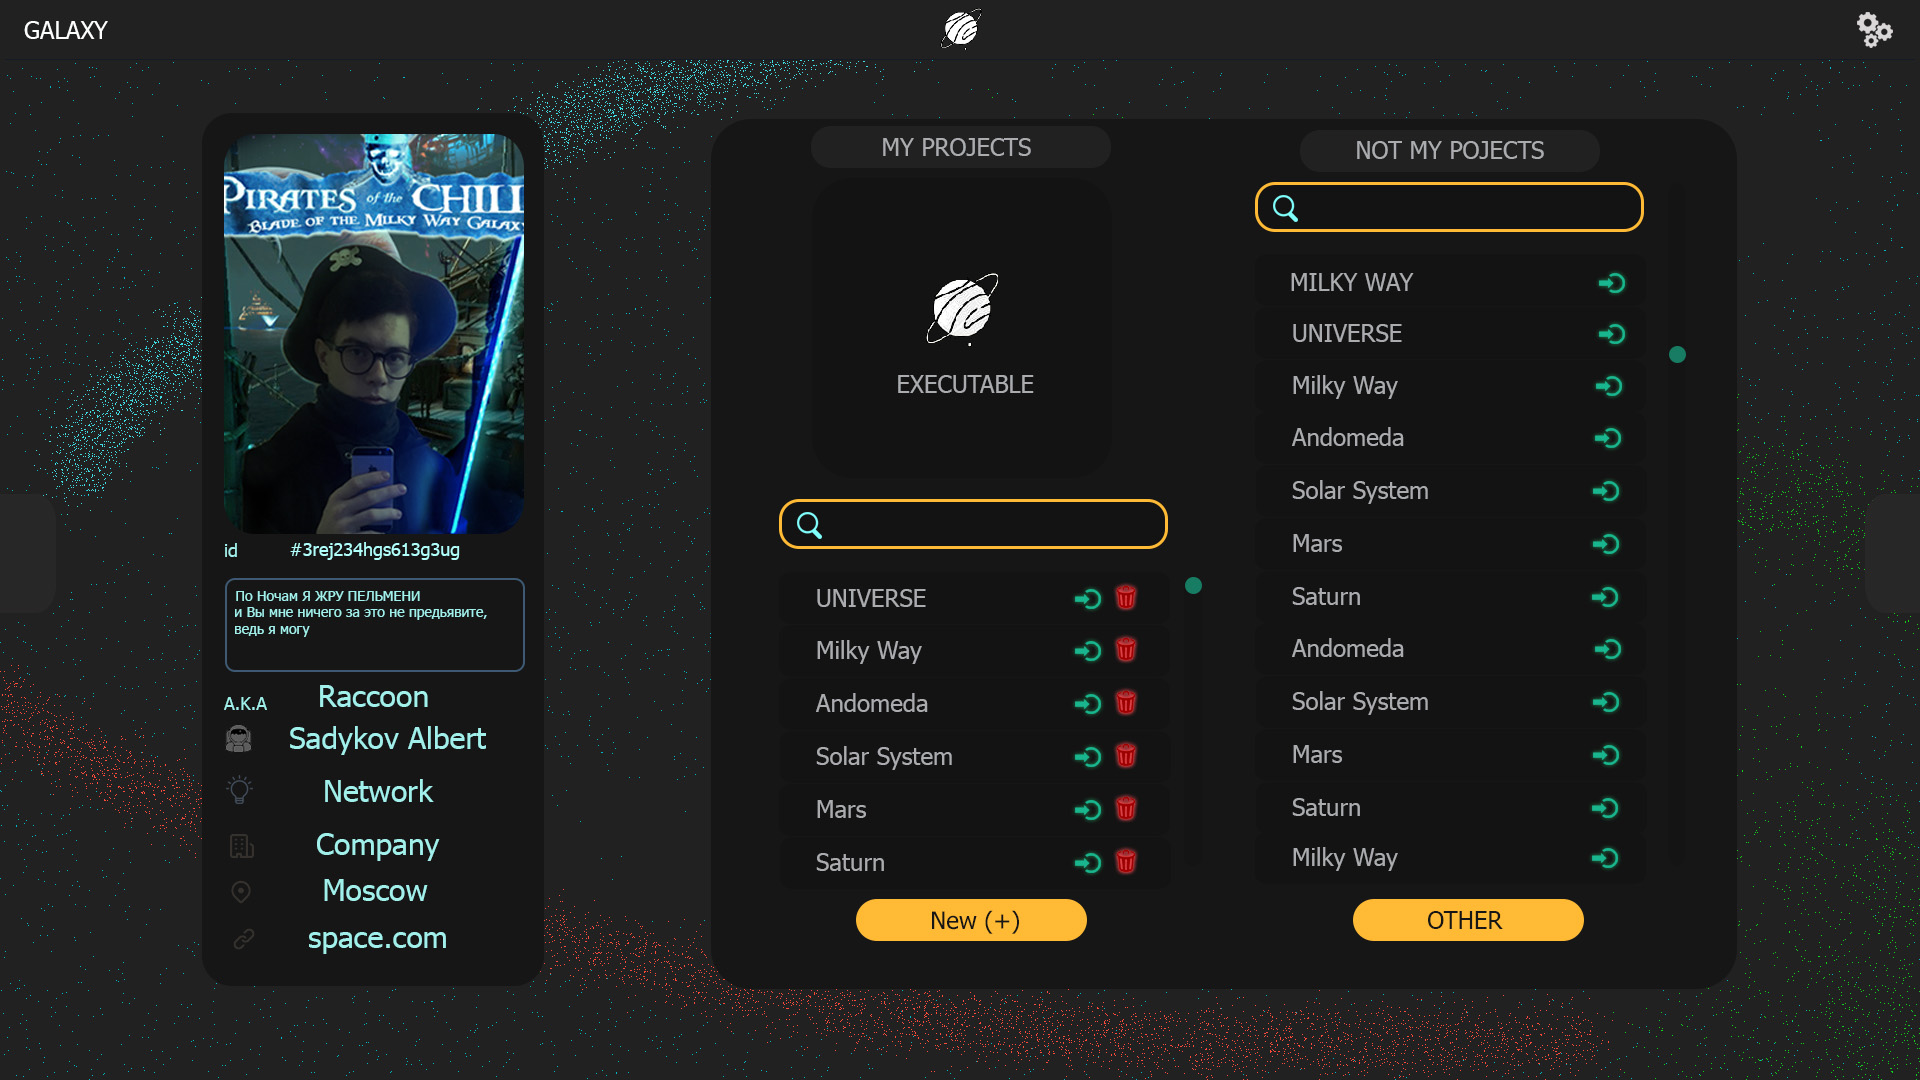 GALAXY
PIRATES of the CHILL
BLADE OF THE MILKY WAY GALAXY
id #3rej234hgs613g3ug
По Ночам Я ЖРУ ПЕЛЬМЕНИ
и Вы мне ничего за это не предьявите,
ведь я могу
A.K.A Raccoon
Sadykov Albert
Network
Company
Moscow
space.com
MY PROJECTS
EXECUTABLE
UNIVERSE
Milky Way
Andomeda
Solar System
Mars
Saturn
New (+)
NOT MY POJECTS
MILKY WAY
UNIVERSE
Milky Way
Andomeda
Solar System
Mars
Saturn
Andomeda
Solar System
Mars
Saturn
Milky Way
OTHER